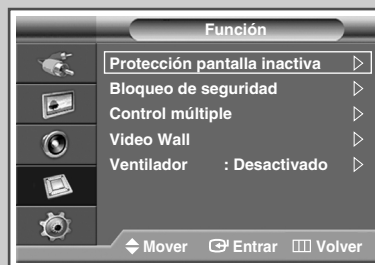 Función
Protección pantalla inactiva
Bloqueo de seguridad
Control múltiple
Video Wall
Ventilador : Desactivado
Mover Entrar Volver